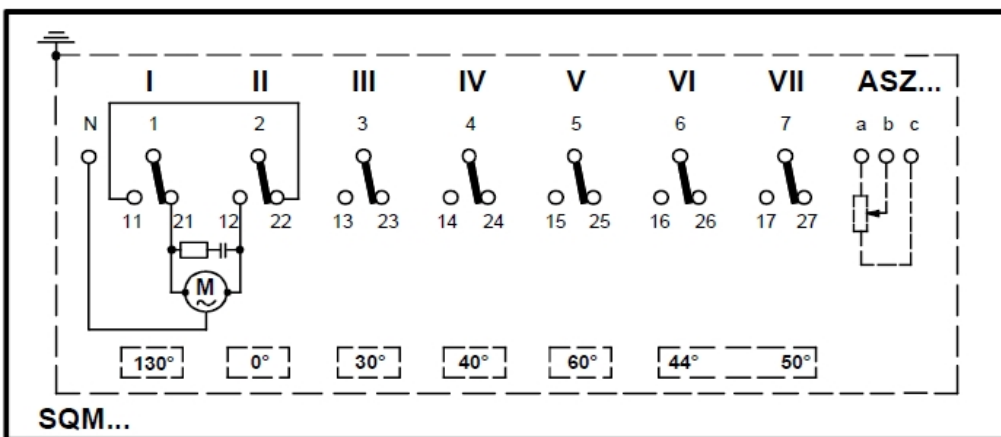 I II III IV V VI VII ASZ...
N 1 2 3 4 5 6 7 a b c
11 21 12 22 13 23 14 24 15 25 16 26 17 27
M
~
130° 0° 30° 40° 60° 44° 50°
SQM...